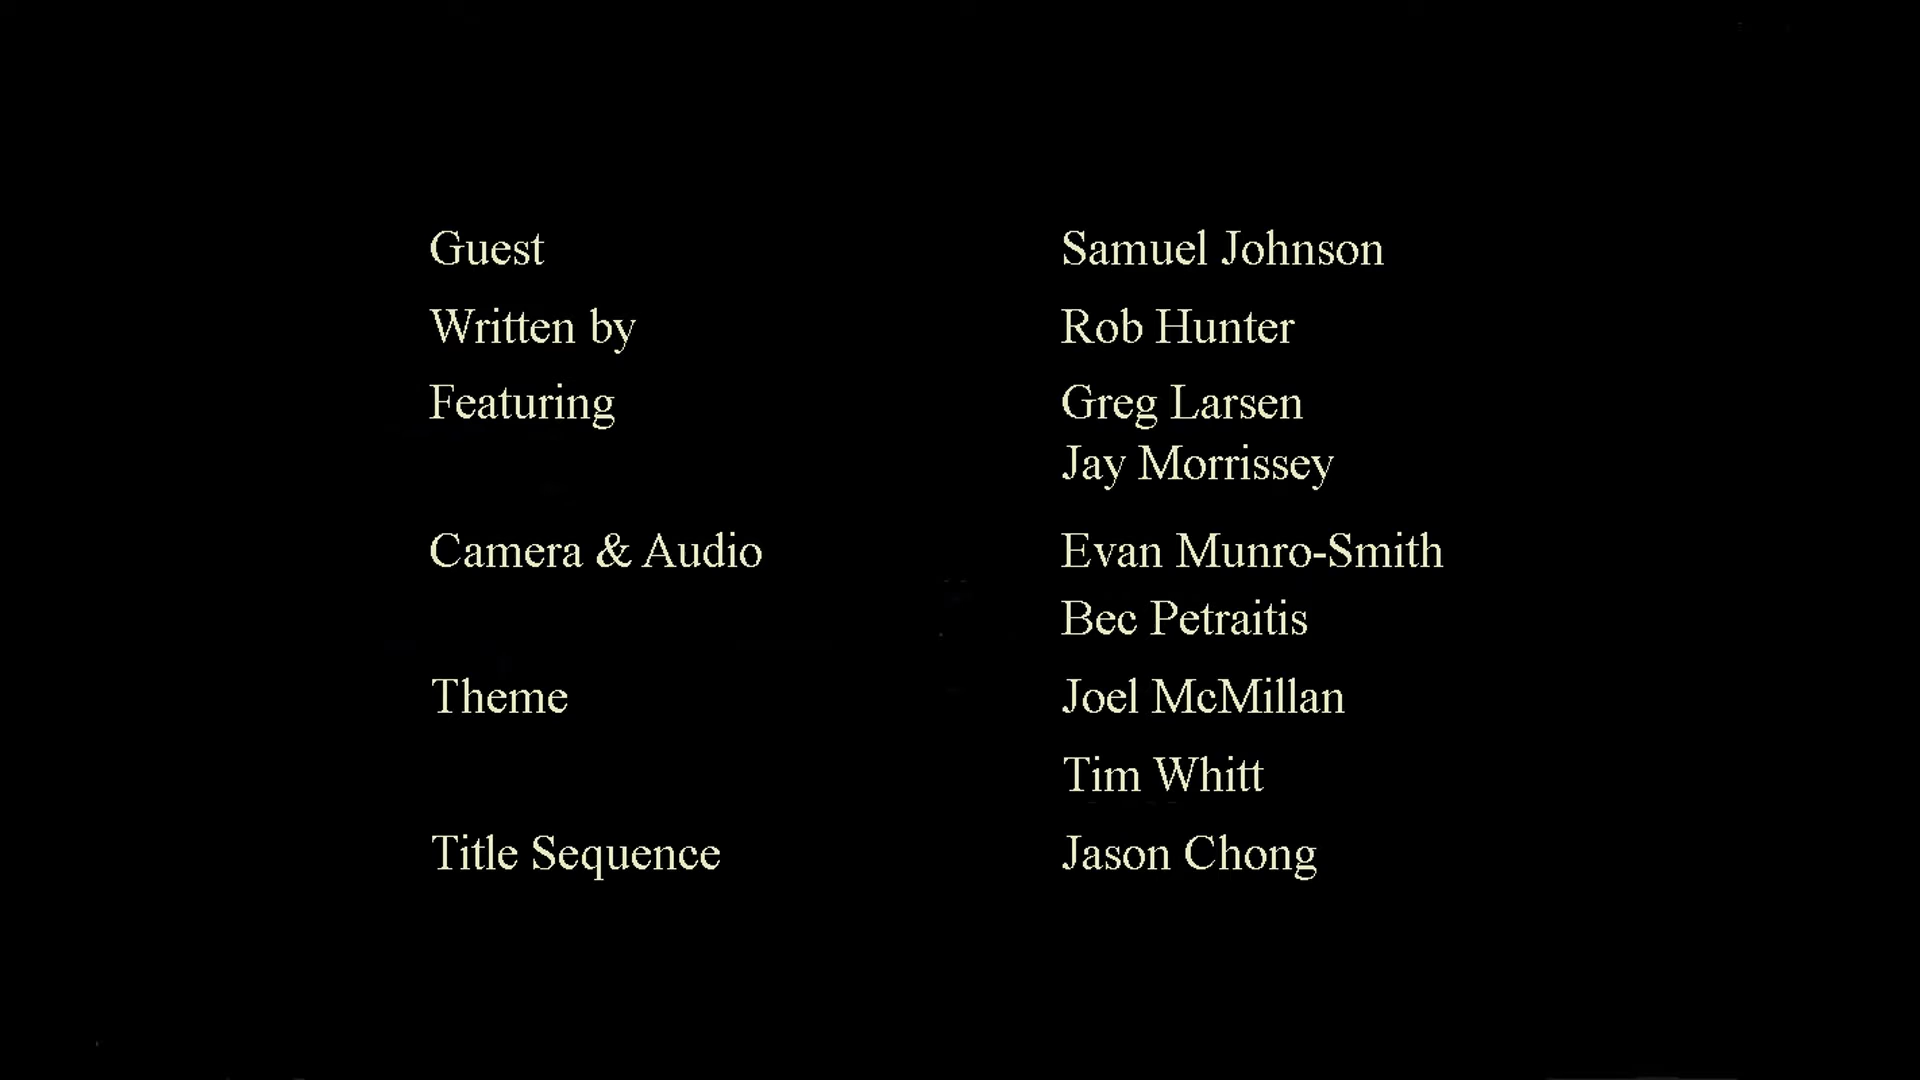 Guest Samuel Johnson
Written by Rob Hunter
Featuring Greg Larsen
Jay Morrissey
Camera & Audio Evan Munro-Smith
Bec Petraitis
Theme Joel McMillan
Tim Whitt
Title Sequence Jason Chong